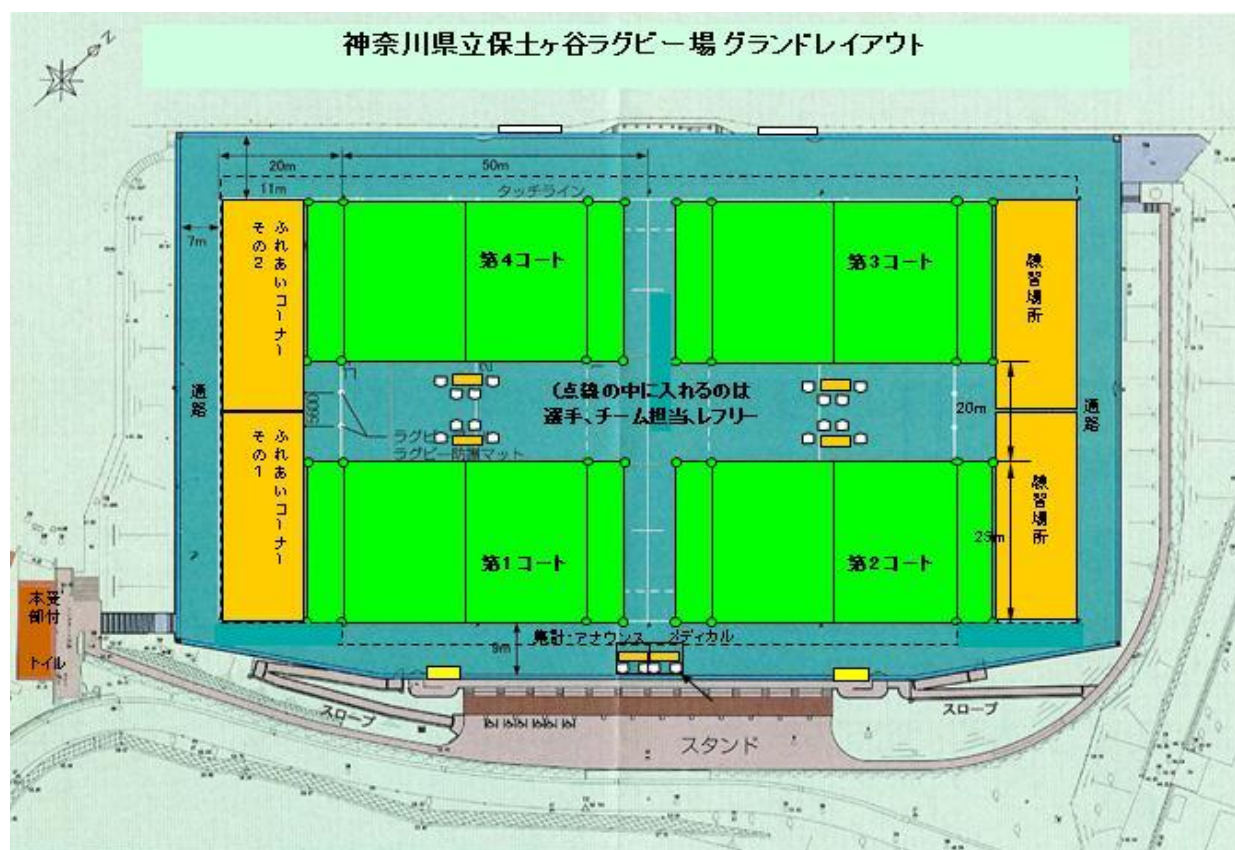 神奈川県立保土ヶ谷ラグビー場 グランドレイアウト
Z
20m
50m
11m
タッチライン
7m
ふれあいコーナー
その2
第4コート
第3コート
練習場所
通路
(点線の中に入れるのは
選手、チーム担当、レフリー
20m
通路
5600
ラグビー
ラグビー防護マット
ふれあいコーナー
その1
第1コート
第2コート
練習場所
25m
本部
受付
トイレ
9m
集計・アナウンス
メディカル
スロープ
スタンド
スロープ